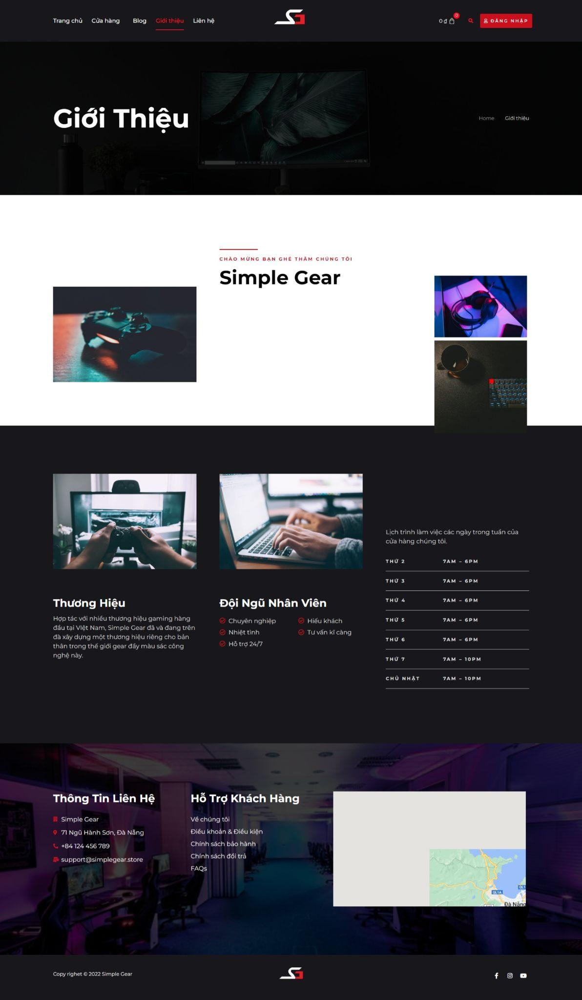 Trang chủ Cửa hàng Blog Giới thiệu Liên hệ
0 ₫ 0 ĐĂNG NHẬP
Giới Thiệu
Home Giới thiệu
CHÀO MỪNG BẠN GHÉ THĂM CHÚNG TÔI
Simple Gear
Thương Hiệu
Hợp tác với nhiều thương hiệu gaming hàng
đầu tại VIệt Nam, Simple Gear đã và đang trên
đà xây dựng một thương hiệu riêng cho bản
thân trong thế giới gear đầy màu sác công
nghệ này.
Đội Ngũ Nhân Viên
Chuyên nghiệp Hiếu khách
Nhiệt tình Tư vấn kĩ càng
Hỗ trợ 24/7
Lịch trình làm việc các ngày trong tuần của
cửa hàng chúng tôi.
THỨ 2 7AM – 6PM
THỨ 3 7AM – 6PM
THỨ 4 7AM – 6PM
THỨ 5 7AM – 6PM
THỨ 6 7AM – 6PM
THỨ 7 7AM – 10PM
CHỦ NHẬT 7AM – 10PM
Thông Tin Liên Hệ
Simple Gear
71 Ngũ Hành Sơn, Đà Nẵng
+84 124 456 789
support@simplegear.store
Hỗ Trợ Khách Hàng
Về chúng tôi
Điều khoản & Điều kiện
Chính sách bảo hành
Chính sách đổi trả
FAQs
QL1A
Đà Nẵng
Copy righet © 2022 Simple Gear